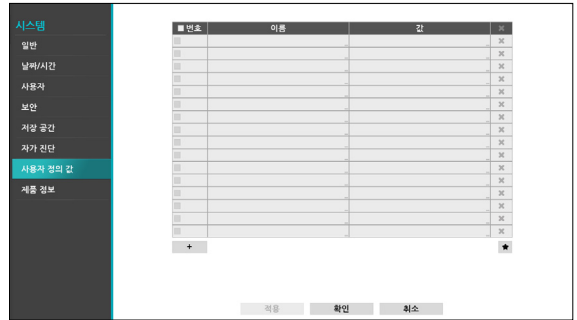 시스템
일반
날짜/시간
사용자
보안
저장 공간
자가 진단
사용자 정의 값
제품 정보
번호 이름 값
+
적용 확인 취소